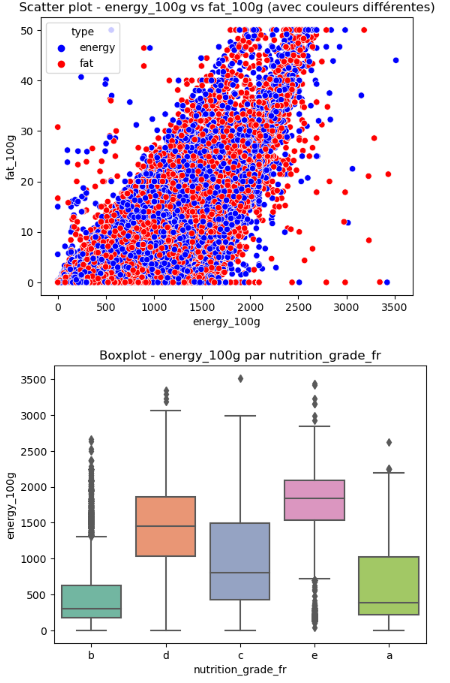 Scatter plot - energy_100g vs fat_100g (avec couleurs différentes)
type
energy
fat
fat_100g
50
40
30
20
10
0
0 500 1000 1500 2000 2500 3000 3500
energy_100g
Boxplot - energy_100g par nutrition_grade_fr
energy_100g
3500
3000
2500
2000
1500
1000
500
0
b d c e a
nutrition_grade_fr